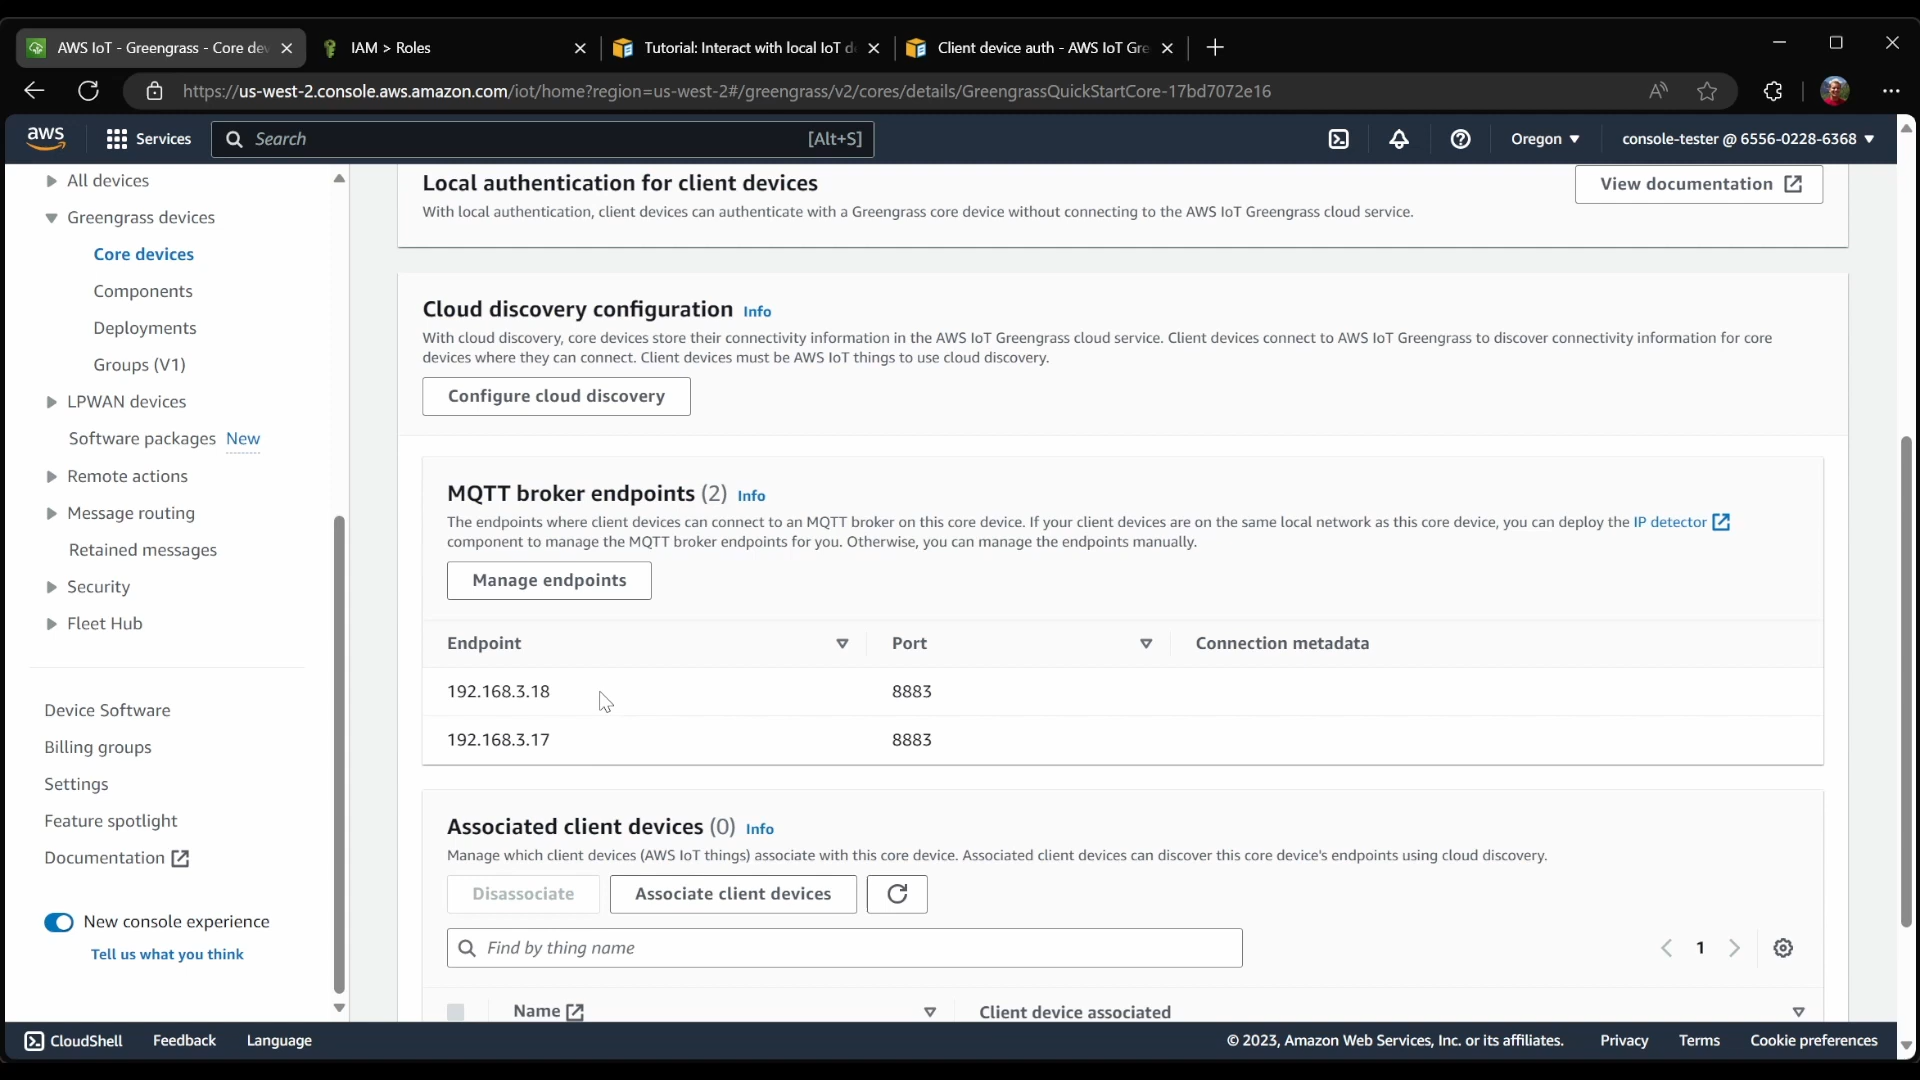 AWS IoT - Greengrass - Core dev
IAM > Roles
Tutorial: Interact with local IoT d
Client device auth - AWS IoT Gre
https://us-west-2.console.aws.amazon.com/iot/home?region=us-west-2#/greengrass/v2/cores/details/GreengrassQuickStartCore-17bd7072e16
aws
Services
Search
[Alt+S]
Oregon
console-tester @ 6556-0228-6368
All devices
Greengrass devices
Core devices
Components
Deployments
Groups (V1)
LPWAN devices
Software packages New
Remote actions
Message routing
Retained messages
Security
Fleet Hub
Device Software
Billing groups
Settings
Feature spotlight
Documentation
New console experience
Tell us what you think
Local authentication for client devices
View documentation
With local authentication, client devices can authenticate with a Greengrass core device without connecting to the AWS IoT Greengrass cloud service.
Cloud discovery configuration Info
With cloud discovery, core devices store their connectivity information in the AWS IoT Greengrass cloud service. Client devices connect to AWS IoT Greengrass to discover connectivity information for core
devices where they can connect. Client devices must be AWS IoT things to use cloud discovery.
Configure cloud discovery
MQTT broker endpoints (2) Info
The endpoints where client devices can connect to an MQTT broker on this core device. If your client devices are on the same local network as this core device, you can deploy the IP detector
component to manage the MQTT broker endpoints for you. Otherwise, you can manage the endpoints manually.
Manage endpoints
Endpoint Port Connection metadata
192.168.3.18 8883
192.168.3.17 8883
Associated client devices (0) Info
Manage which client devices (AWS IoT things) associate with this core device. Associated client devices can discover this core device's endpoints using cloud discovery.
Disassociate
Associate client devices
Find by thing name
1
Name Client device associated
CloudShell
Feedback
Language
© 2023, Amazon Web Services, Inc. or its affiliates.
Privacy
Terms
Cookie preferences